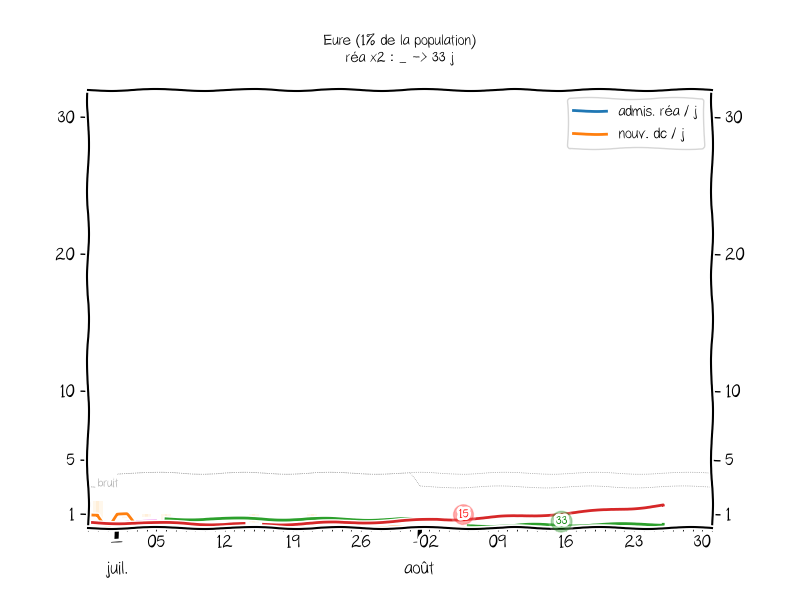 Eure (1% de la population)
réa x2 : _ -> 33 j
admis. réa / j
nouv. dc / j
30 30
20 20
10 10
5 5
bruit
1 1
15
33
05 12 19 26 02 09 16 23 30
juil. août